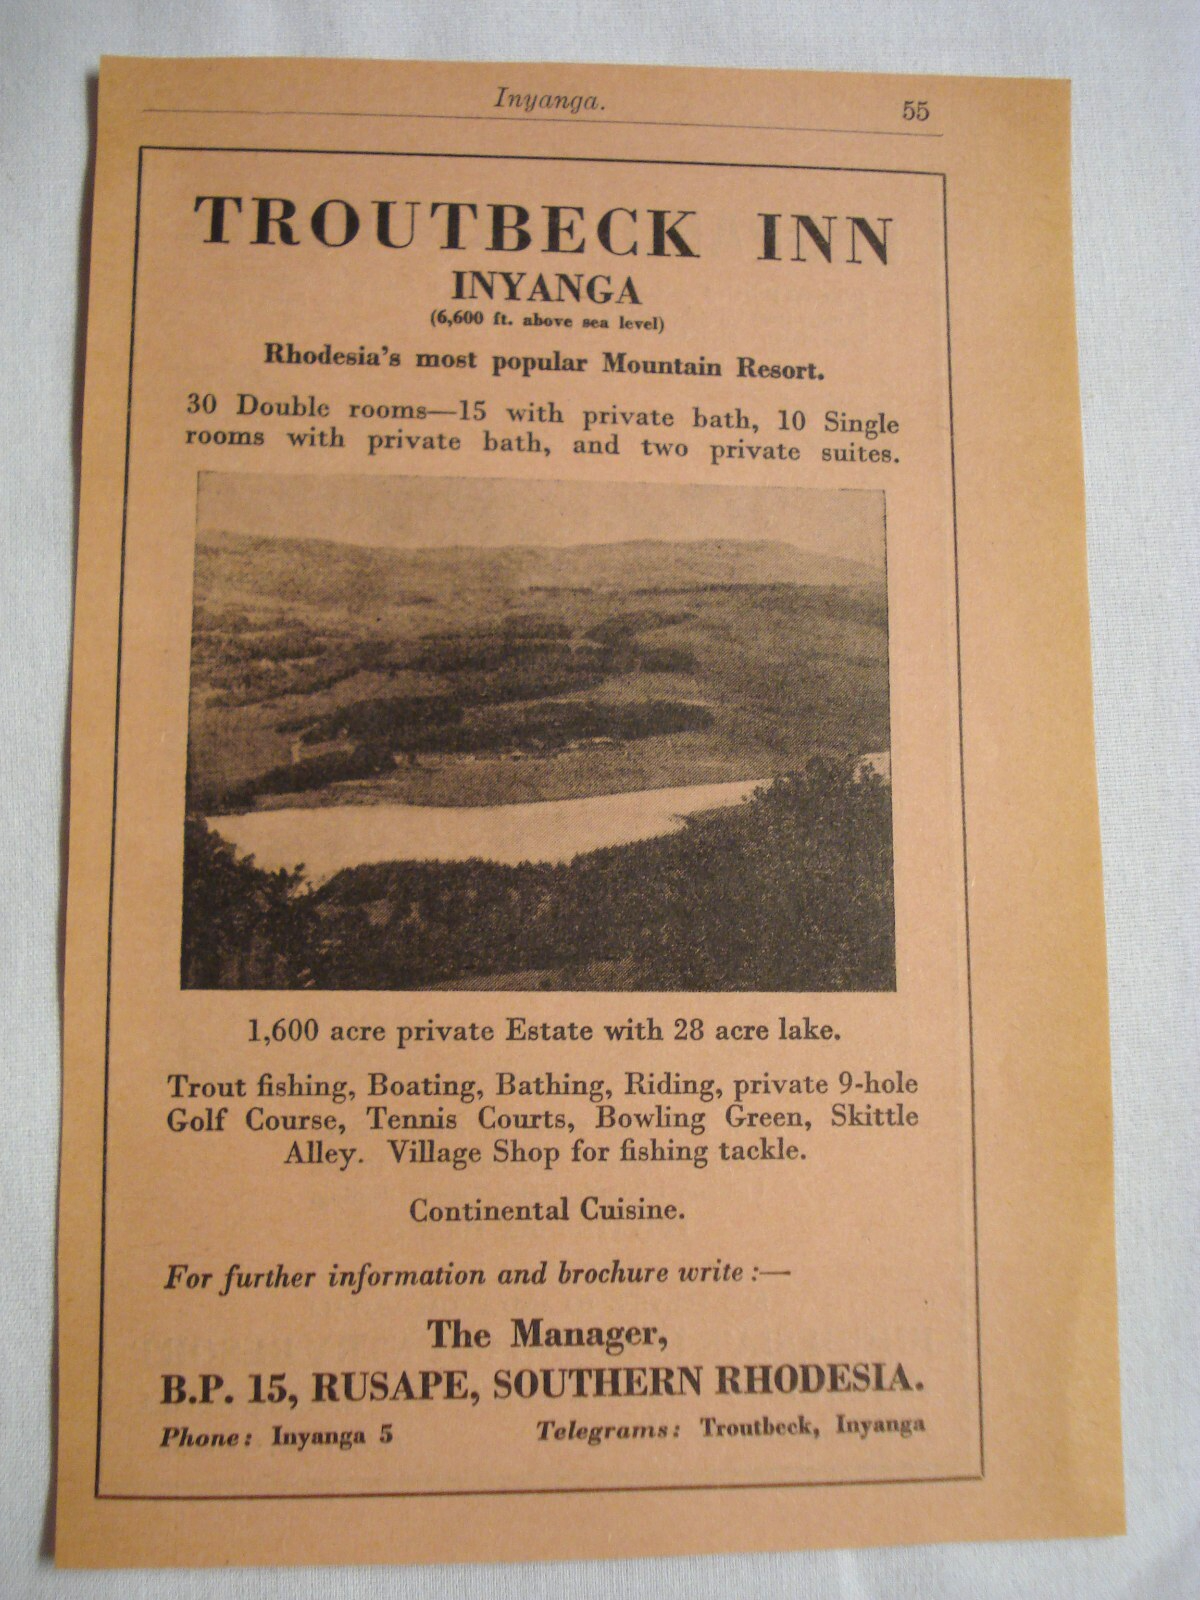 Inyanga.
55
TROUTBECK INN
INYANGA
(6,600 ft. above sea level)
Rhodesia's most popular Mountain Resort.
30 Double rooms—15 with private bath, 10 Single
rooms with private bath, and two private suites.
1,600 acre private Estate with 28 acre lake.
Trout fishing, Boating, Bathing, Riding, private 9-hole
Golf Course, Tennis Courts, Bowling Green, Skittle
Alley. Village Shop for fishing tackle.
Continental Cuisine.
For further information and brochure write :—
The Manager,
B.P. 15, RUSAPE, SOUTHERN RHODESIA.
Phone: Inyanga 5 Telegrams: Troutbeck, Inyanga